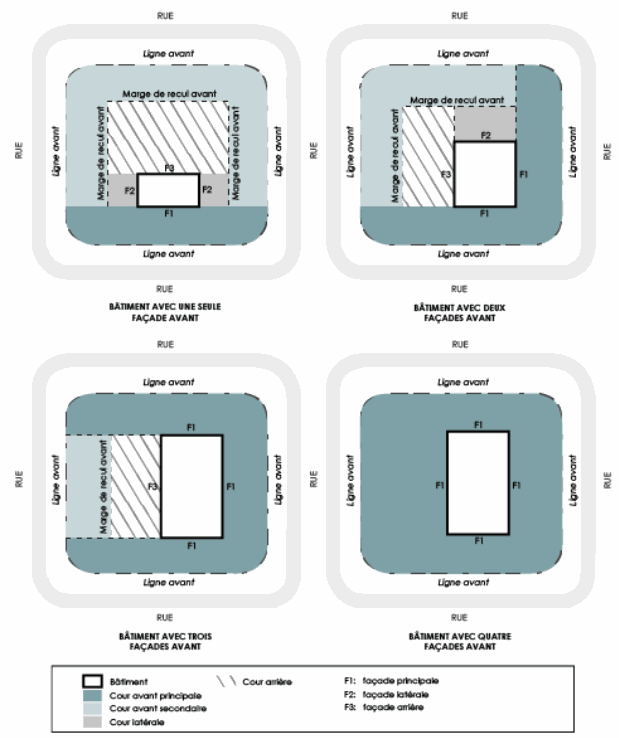 RUE
RUE
Ligne avant
Ligne avant
Marge de recul avant
Marge de recul avant
RUE
Ligne avant
Marge de recul avant
Marge de recul avant
Ligne avant
RUE
Ligne avant
Marge de recul avant
Ligne avant
RUE
F3
F2
F2
F1
F2
F3
F1
F1
Ligne avant
Ligne avant
RUE
RUE
BÂTIMENT AVEC UNE SEULE
FAÇADE AVANT
BÂTIMENT AVEC DEUX
FAÇADES AVANT
RUE
RUE
Ligne avant
Ligne avant
F1
F1
RUE
Ligne avant
Marge de recul avant
F3
F1
Ligne avant
RUE
Ligne avant
F1
F1
Ligne avant
RUE
F1
F1
Ligne avant
Ligne avant
RUE
RUE
BÂTIMENT AVEC TROIS
FAÇADES AVANT
BÂTIMENT AVEC QUATRE
FAÇADES AVANT
Bâtiment
Cour avant principale
Cour avant secondaire
Cour latérale
Cour arrière
F1: façade principale
F2: façade latérale
F3: façade arrière